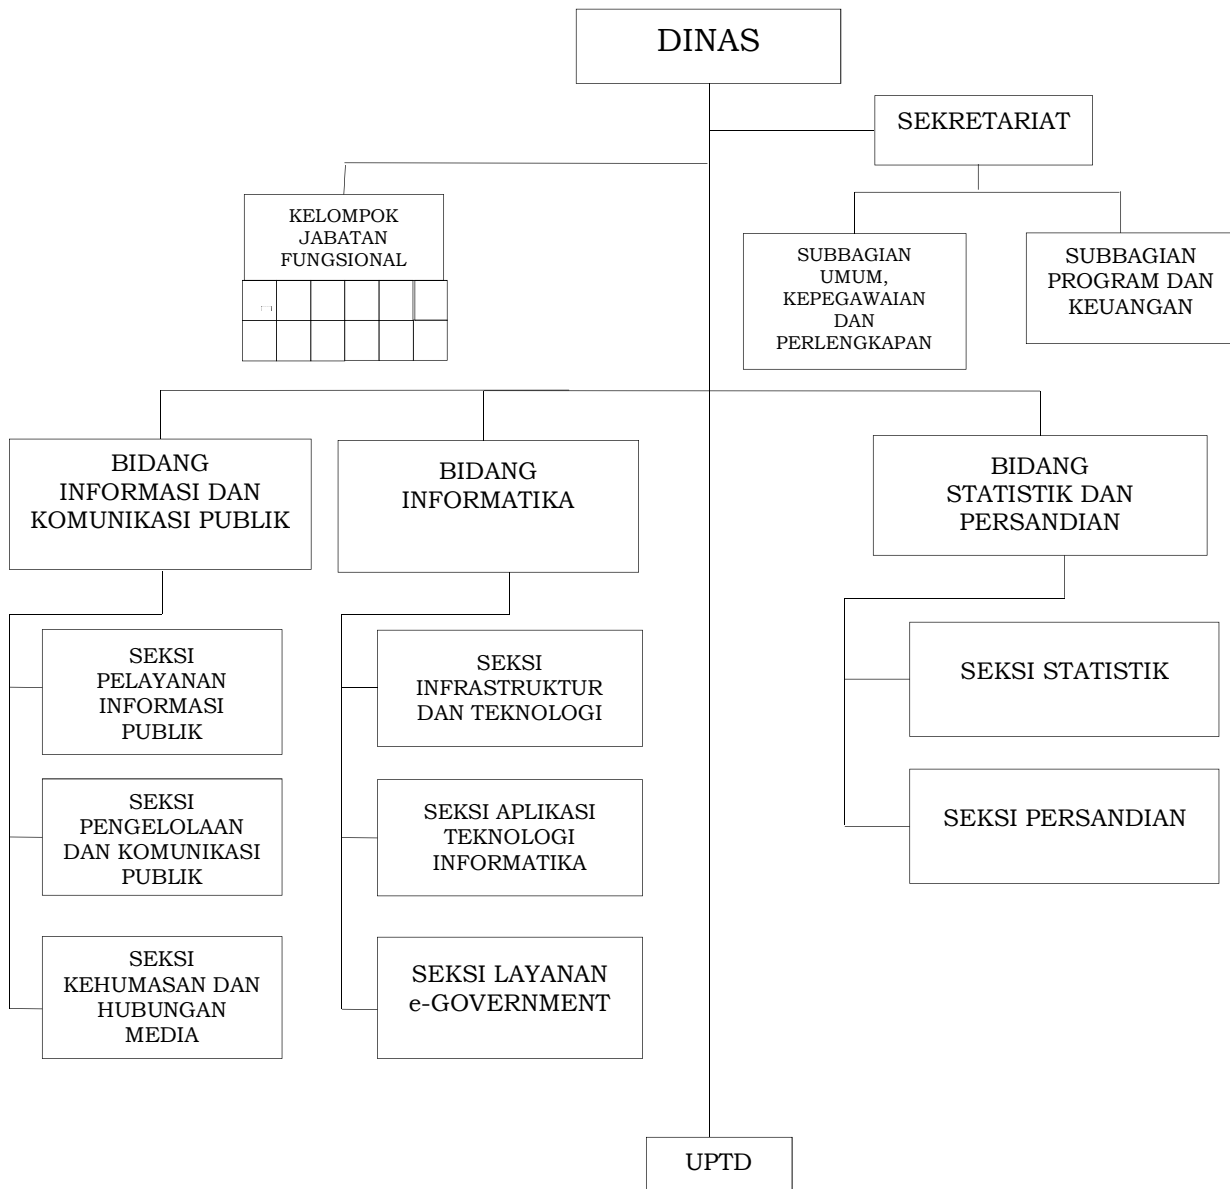 DINAS
SEKRETARIAT
KELOMPOK
JABATAN
FUNGSIONAL
SUBBAGIAN
UMUM,
KEPEGAWAIAN
DAN
PERLENGKAPAN
SUBBAGIAN
PROGRAM DAN
KEUANGAN
BIDANG
INFORMASI DAN
KOMUNIKASI PUBLIK
BIDANG
INFORMATIKA
BIDANG
STATISTIK DAN
PERSANDIAN
SEKSI
PELAYANAN
INFORMASI
PUBLIK
SEKSI
INFRASTRUKTUR
DAN TEKNOLOGI
SEKSI STATISTIK
SEKSI
PENGELOLAAN
DAN KOMUNIKASI
PUBLIK
SEKSI APLIKASI
TEKNOLOGI
INFORMATIKA
SEKSI PERSANDIAN
SEKSI
KEHUMASAN DAN
HUBUNGAN
MEDIA
SEKSI LAYANAN
e-GOVERNMENT
UPTD